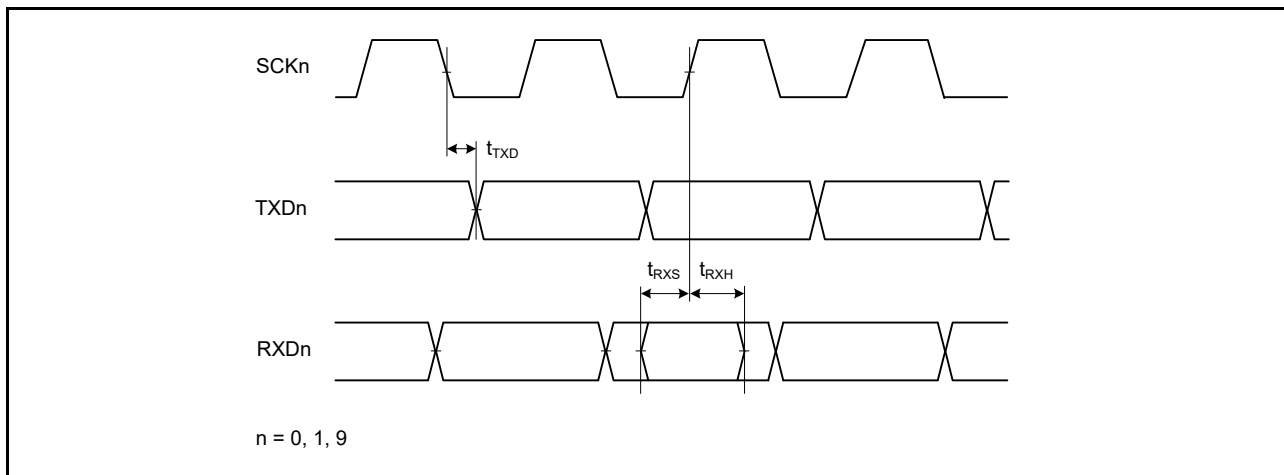 SCKn
tTXD
TXDn
tRXS tRXH
RXDn
n = 0, 1, 9